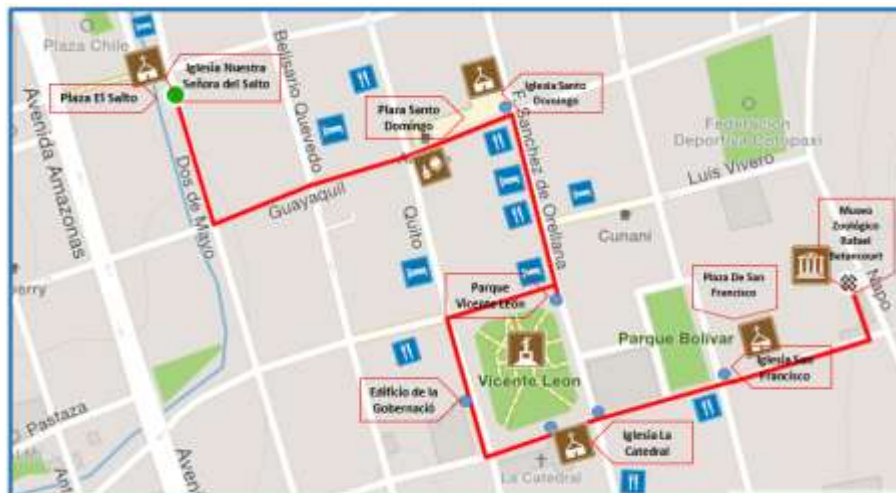 Plaza Chile
Iglesia Nuestra
Señora del Salto
Plaza El Salto
Avenida Amazonas
Dos de Mayo
Belisario Quevedo
Guayaquil
Quito
Plaza Santo
Domingo
Iglesia Santo
Domingo
F. Sanchez de Orellana
Federacion
Deportiva Cotopaxi
Luis Vivero
Cunani
Museo
Zoológico
Rafael
Betancourt
Napo
Plaza De San
Francisco
Parque
Vicente León
Parque Bolívar
Iglesia San
Francisco
Vicente Leon
Edificio de la
Gobernació
Iglesia La
Catedral
La Catedral
Pastaza
Aveni